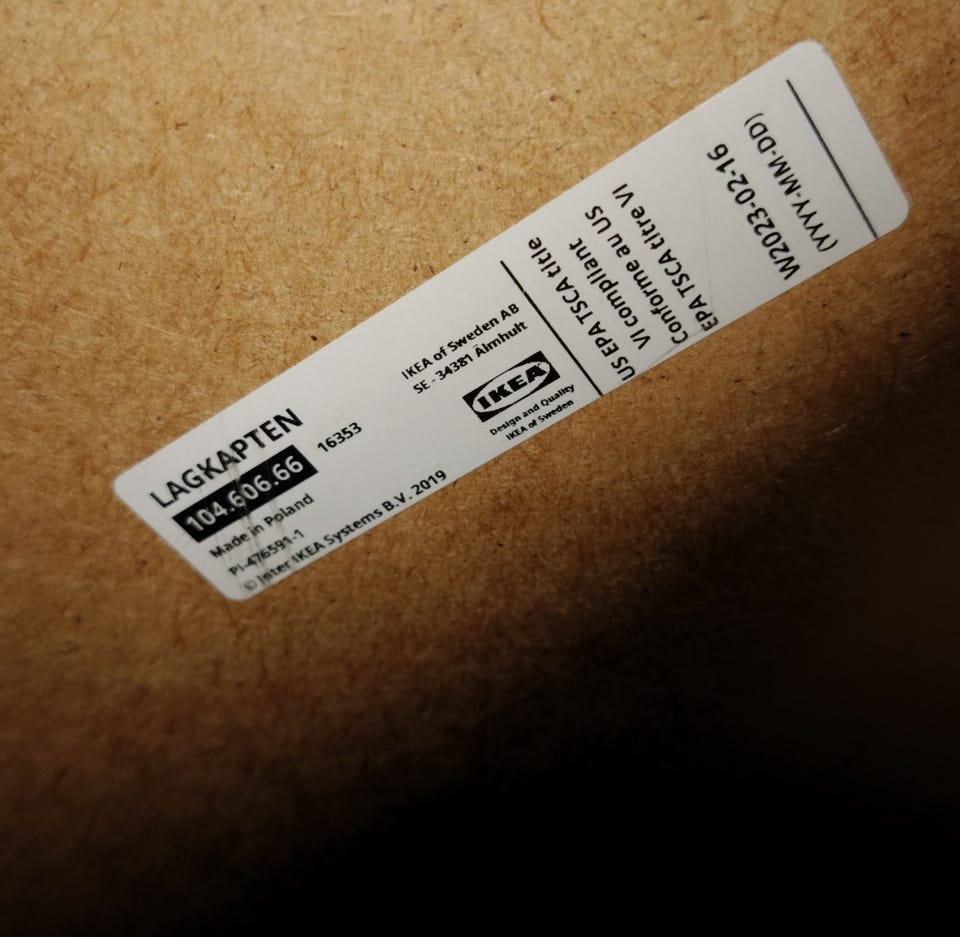 LAGKAPTEN
104.606.66
16353
Made in Poland
PI-476591-1
© Inter IKEA Systems B.V. 2019
IKEA of Sweden AB
SE - 34381 Älmhult
IKEA
Design and Quality
IKEA of Sweden
US EPA TSCA title
VI compliant
Conforme au US
EPA TSCA titre VI
W2023-02-16
(YYYY-MM-DD)